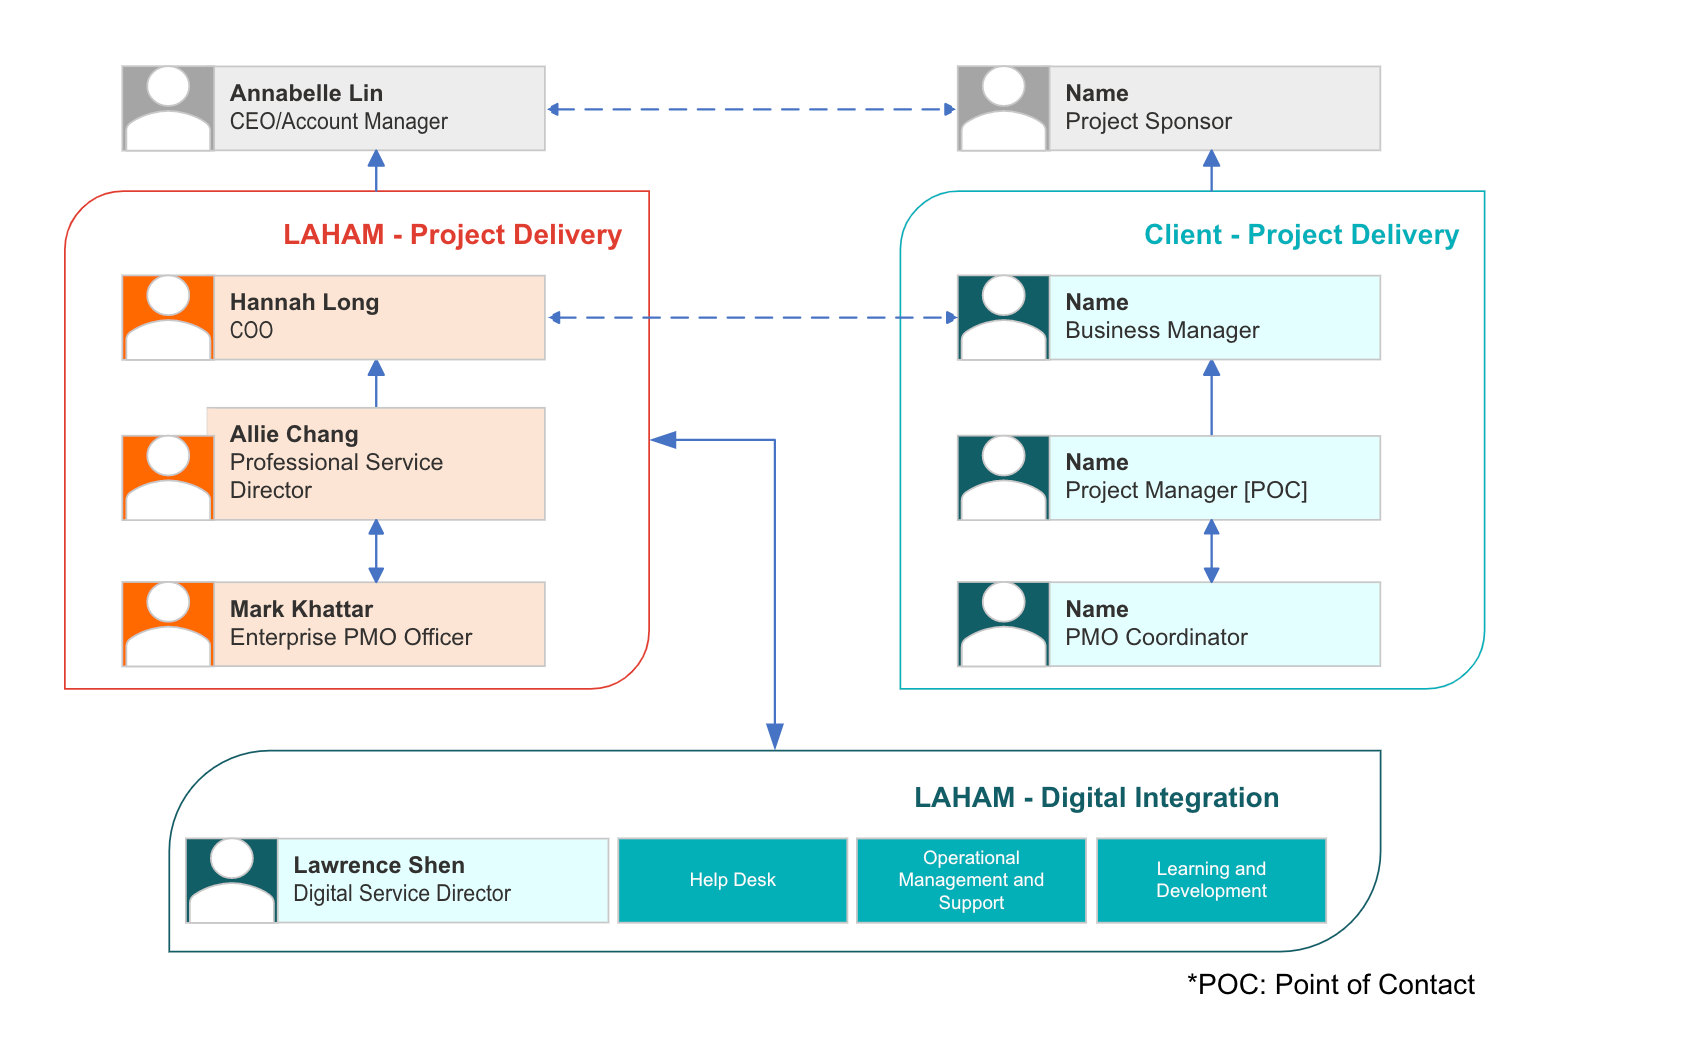 Annabelle Lin
CEO/Account Manager
Name
Project Sponsor
LAHAM - Project Delivery
Hannah Long
COO
Allie Chang
Professional Service
Director
Mark Khattar
Enterprise PMO Officer
Client - Project Delivery
Name
Business Manager
Name
Project Manager [POC]
Name
PMO Coordinator
LAHAM - Digital Integration
Lawrence Shen
Digital Service Director
Help Desk
Operational
Management and
Support
Learning and
Development
*POC: Point of Contact